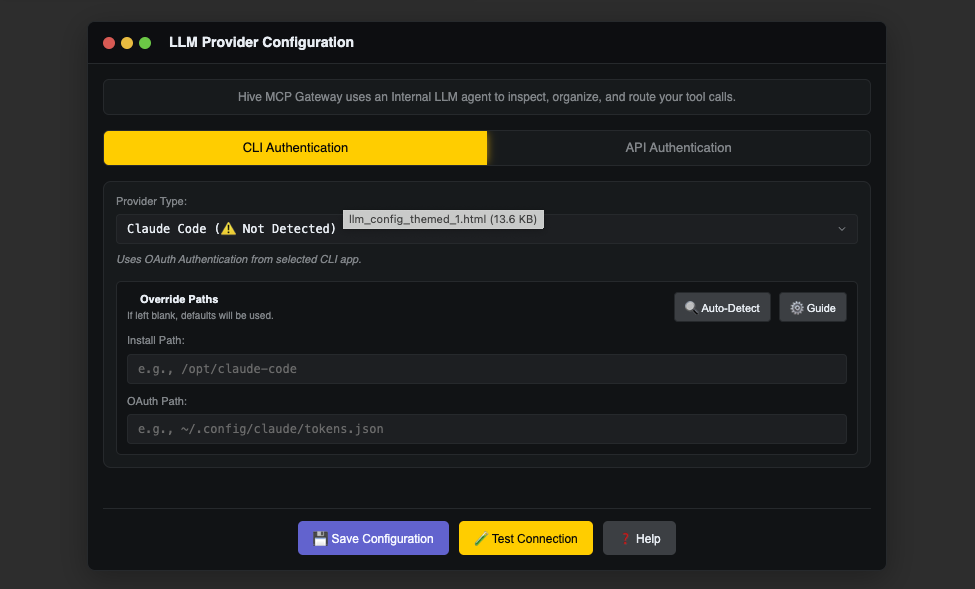 LLM Provider Configuration
Hive MCP Gateway uses an Internal LLM agent to inspect, organize, and route your tool calls.
CLI Authentication
API Authentication
Provider Type:
llm_config_themed_1.html (13.6 KB)
Claude Code (⚠️ Not Detected)
Uses OAuth Authentication from selected CLI app.
Override Paths
If left blank, defaults will be used.
Auto-Detect
Guide
Install Path:
e.g., /opt/claude-code
OAuth Path:
e.g., ~/.config/claude/tokens.json
Save Configuration
Test Connection
❓ Help